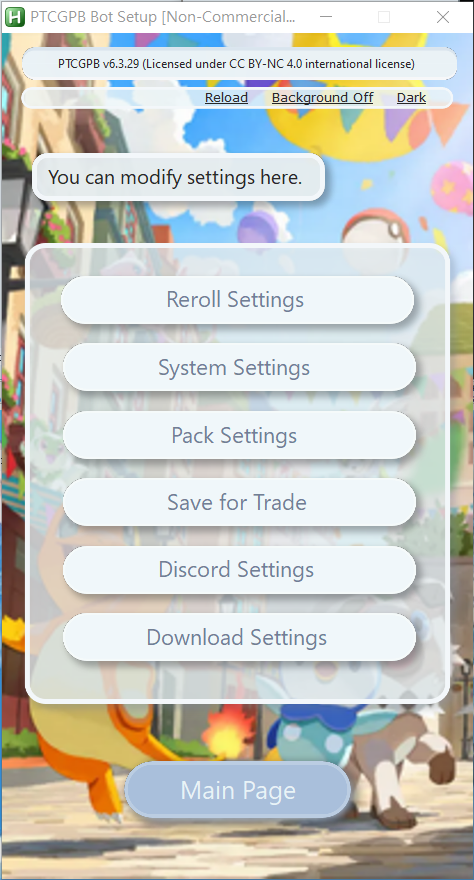 PTCGPB Bot Setup [Non-Commercial...
PTCGPB v6.3.29 (Licensed under CC BY-NC 4.0 international license)
Reload Background Off Dark
You can modify settings here.
Reroll Settings
System Settings
Pack Settings
Save for Trade
Discord Settings
Download Settings
Main Page